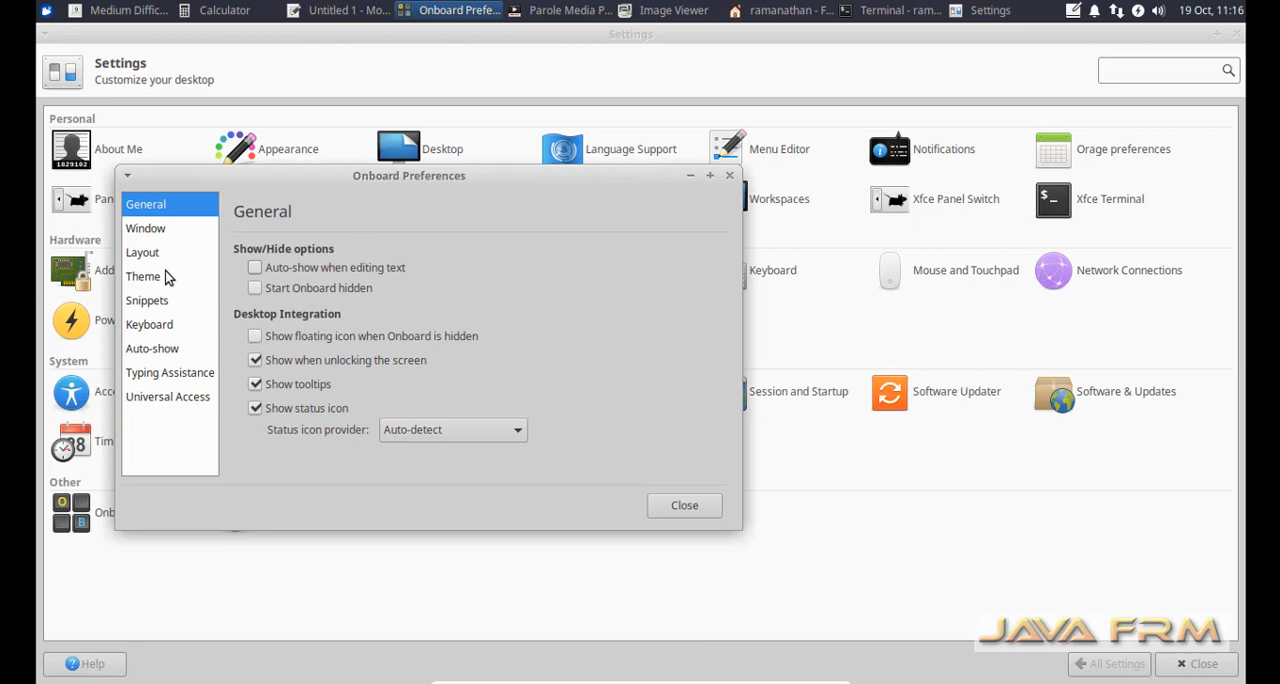 Medium Diffic... Calculator Untitled 1 - Mo... Onboard Prefe... Parole Media P... Image Viewer ramanathan - F... Terminal - ram... Settings 19 Oct, 11:16
Settings
Settings
Customize your desktop
Personal
About Me Appearance Desktop Language Support Menu Editor Notifications Orage preferences
Pan Workspaces Xfce Panel Switch Xfce Terminal
Onboard Preferences
General
General
Window
Show/Hide options
Hardware
Layout
Auto-show when editing text
Add Keyboard Mouse and Touchpad Network Connections
Theme
Start Onboard hidden
Snippets
Desktop Integration
Pow
Keyboard
Show floating icon when Onboard is hidden
Auto-show
Show when unlocking the screen
System
Typing Assistance
Show tooltips
Acce Session and Startup Software Updater Software & Updates
Universal Access
Show status icon
Status icon provider: Auto-detect
Tim
Other
Onb
Close
JAVA FRM
Help All Settings Close